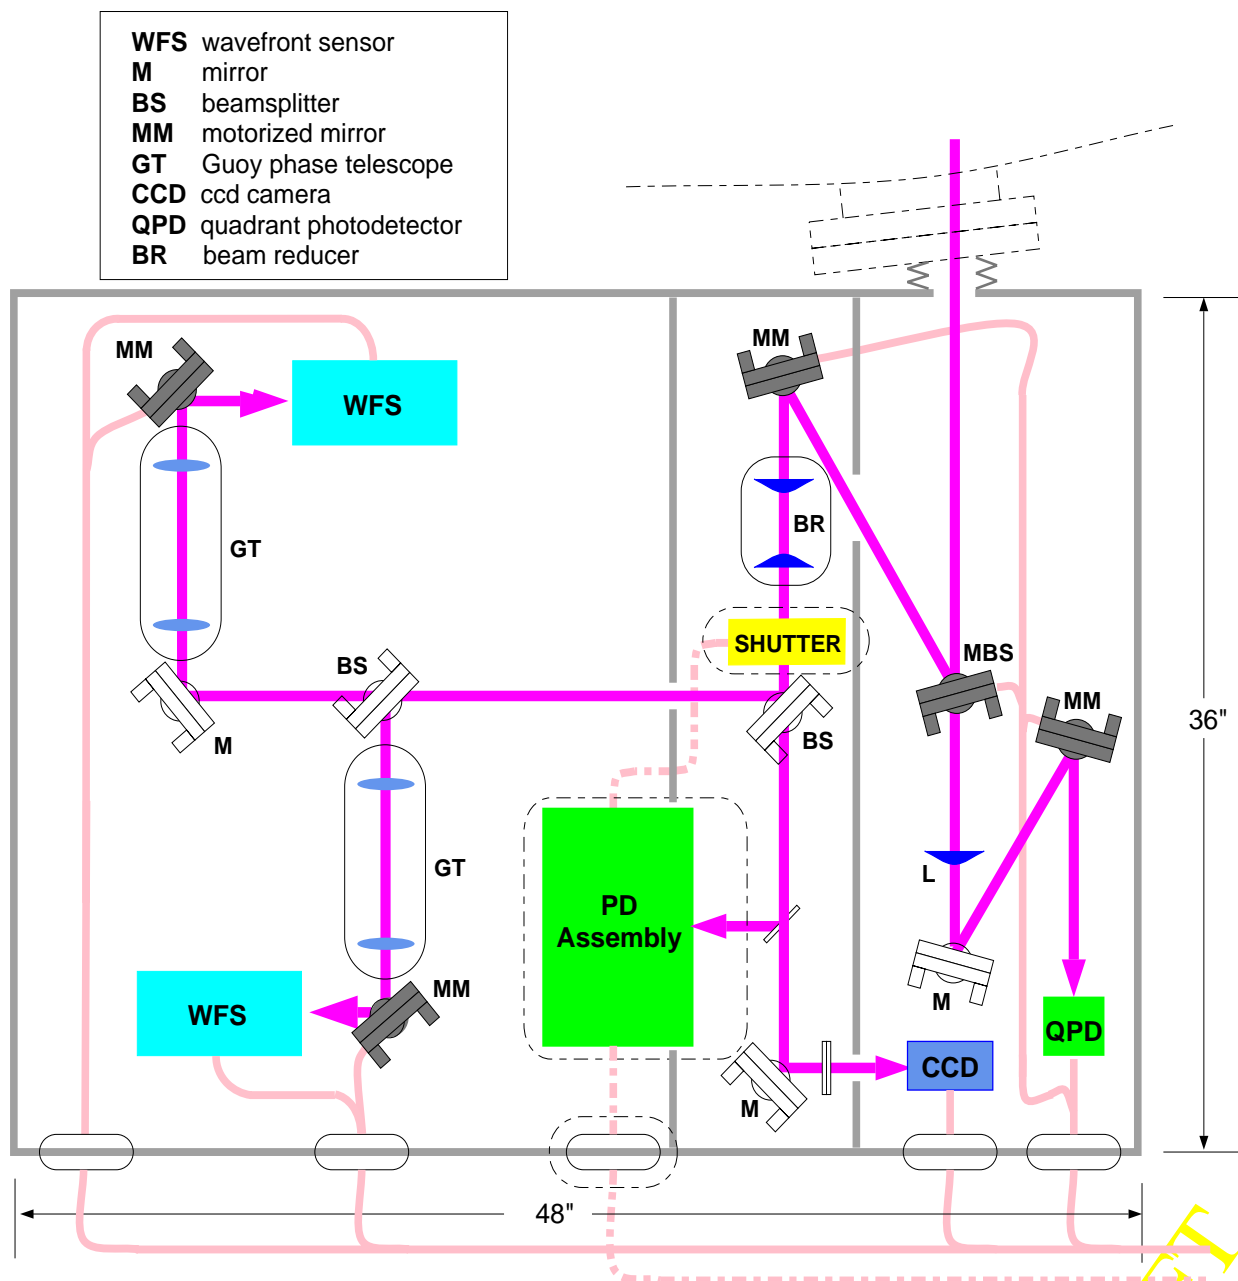 WFS wavefront sensor
M mirror
BS beamsplitter
MM motorized mirror
GT Guoy phase telescope
CCD ccd camera
QPD quadrant photodetector
BR beam reducer
MM
MM
WFS
BR
GT
SHUTTER
MBS
BS
MM
36"
M
BS
GT
L
PD
Assembly
MM
M
WFS
QPD
CCD
M
48"